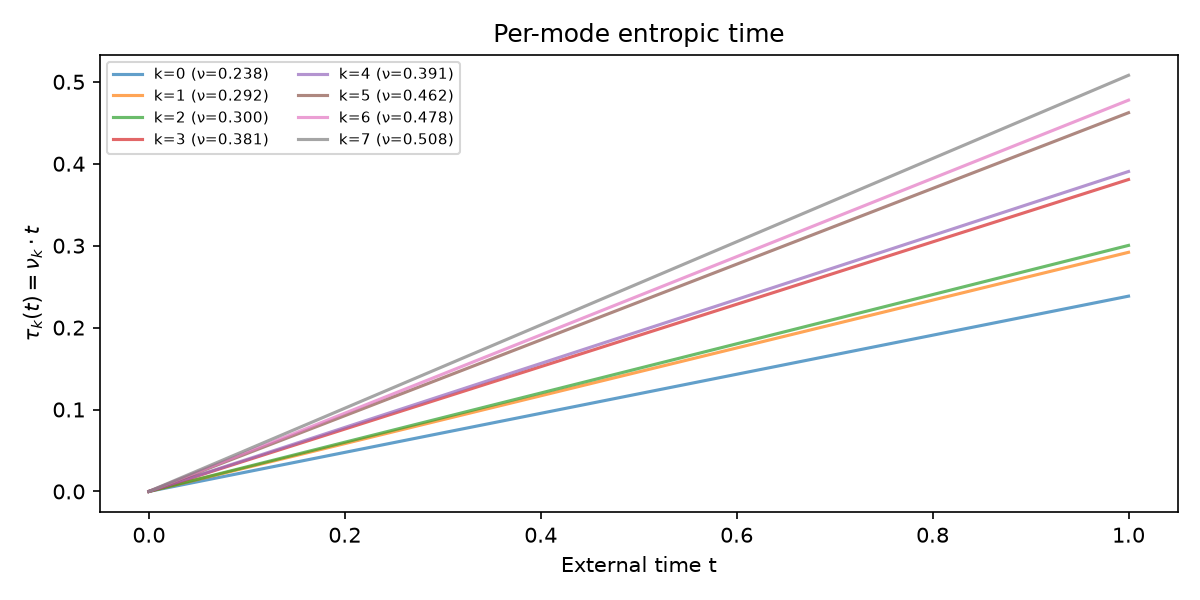 Per-mode entropic time
k=0 (ν=0.238) k=4 (ν=0.391)
k=1 (ν=0.292) k=5 (ν=0.462)
k=2 (ν=0.300) k=6 (ν=0.478)
k=3 (ν=0.381) k=7 (ν=0.508)
τₖ(t) = νₖ · t
0.5
0.4
0.3
0.2
0.1
0.0
0.0 0.2 0.4 0.6 0.8 1.0
External time t